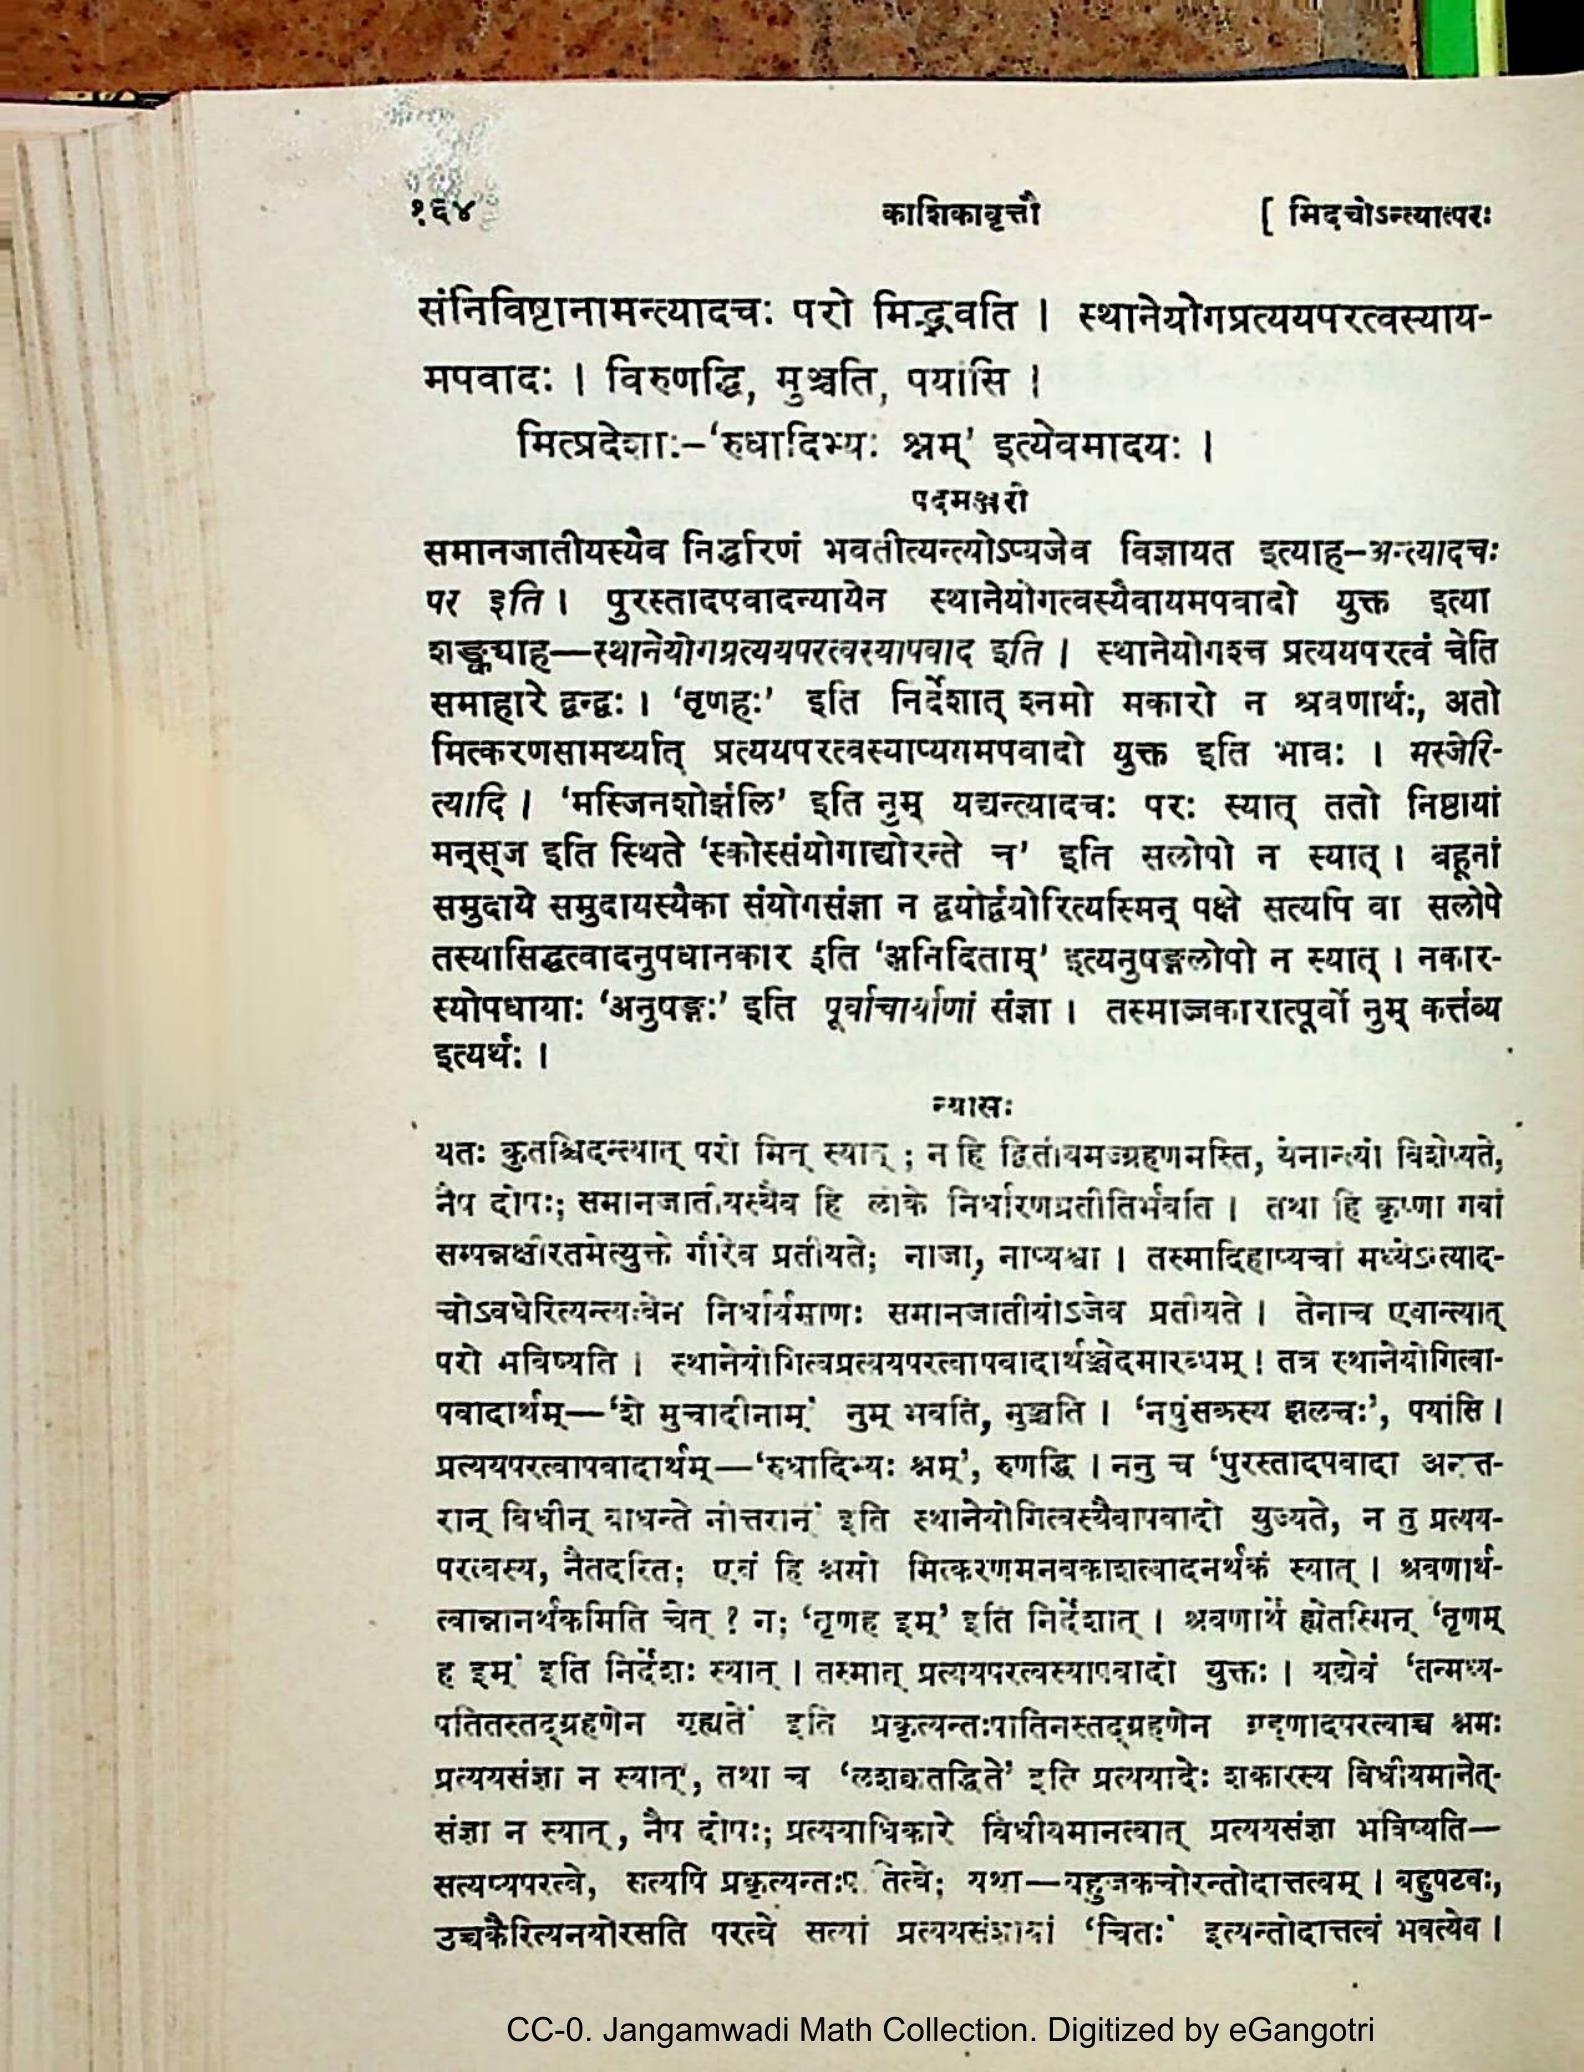 १६४ काशिकावृत्तौ [ मिदचोऽन्त्यात्परः
संनिविष्टानामन्त्यादचः परो मिद्भवति । स्थानेयोगप्रत्ययपरत्वस्याय-
मपवादः । विरुणद्धि, मुञ्चति, पयांसि ।
मित्प्रदेशाः–‘रुधादिभ्यः श्नम्’ इत्येवमादयः ।
पदमञ्जरी
समानजातीयस्यैव निर्द्धारणं भवतीत्यन्त्योऽप्यजेव विज्ञायत इत्याह–अन्त्यादचः
पर इति । पुरस्तादपवादन्यायेन स्थानेयोगत्वस्यैवायमपवादो युक्त इत्या
शङ्क्याह—स्थानेयोगप्रत्ययपरत्वस्यापवाद इति । स्थानेयोगश्च प्रत्ययपरत्वं चेति
समाहारे द्वन्द्वः । ‘तृणहः’ इति निर्देशात् श्नमो मकारो न श्रवणार्थः, अतो
मित्करणसामर्थ्यात् प्रत्ययपरत्वस्याप्ययमपवादो युक्त इति भावः । मस्जेरि-
त्यादि । ‘मस्जिनशोर्झलि’ इति नुम् यद्यन्त्यादचः परः स्यात् ततो निष्ठायां
मन्स्ज इति स्थिते ‘स्कोस्संयोगाद्योरन्ते च’ इति सलोपो न स्यात् । बहूनां
समुदाये समुदायस्यैका संयोगसंज्ञा न द्वयोर्द्वयोरित्यस्मिन् पक्षे सत्यपि वा सलोपे
तस्यासिद्धत्वादनुपधानकार इति ‘अनिदिताम्’ इत्यनुषङ्गलोपो न स्यात् । नकार-
स्योपधायाः ‘अनुषङ्गः’ इति पूर्वाचार्याणां संज्ञा । तस्माज्जकारात्पूर्वो नुम् कर्त्तव्य
इत्यर्थः ।
न्यासः
यतः कुतश्चिदन्त्यात् परो मित् स्यात् ; न हि द्वितीयमज्ग्रहणमस्ति, येनान्त्यो विशेष्यते,
नैष दोषः; समानजातीयस्यैव हि लोके निर्धारणप्रतीतिर्भवति । तथा हि कृष्णा गवां
सम्पन्नक्षीरतमेत्युक्ते गौरेव प्रतीयते; नाजा, नाप्यश्वा । तस्मादिहाप्यचां मध्येऽन्त्याद-
चोऽवधेरित्यन्त्यत्वेन निर्धार्यमाणः समानजातीयोऽजेव प्रतीयते । तेनाच एवान्त्यात्
परो भविष्यति । स्थानेयोगित्वप्रत्ययपरत्वापवादार्थञ्चेदमारब्धम् । तत्र स्थानेयोगित्वा-
पवादार्थम्—‘शे मुचादीनाम्’ नुम् भवति, मुञ्चति । ‘नपुंसकस्य झलचः’, पयांसि ।
प्रत्ययपरत्वापवादार्थम्—‘रुधादिभ्यः श्नम्’, रुणद्धि । ननु च ‘पुरस्तादपवादा अनन्त-
रान् विधीन् बाधन्ते नोत्तरान्’ इति स्थानेयोगित्वस्यैवापवादो युज्यते, न तु प्रत्यय-
परत्वस्य, नैतदस्ति; एवं हि श्नमो मित्करणमनवकाशत्वादनर्थकं स्यात् । श्रवणार्थ-
त्वान्नानर्थकमिति चेत् ? न; ‘तृणह इम्’ इति निर्देशात् । श्रवणार्थे ह्येतस्मिन् ‘तृणम्
ह इम्’ इति निर्देशः स्यात् । तस्मात् प्रत्ययपरत्वस्यापवादो युक्तः । यद्येवं ‘तन्मध्य-
पतितस्तद्ग्रहणेन गृह्यते’ इति प्रकृत्यन्तःपातिनस्तद्ग्रहणेन ग्रहणादपरत्वाच्च श्नमः
प्रत्ययसंज्ञा न स्यात्, तथा च ‘लशक्वतद्धिते’ इति प्रत्ययादेः शकारस्य विधीयमानेत्-
संज्ञा न स्यात् , नैष दोषः; प्रत्ययाधिकारे विधीयमानत्वात् प्रत्ययसंज्ञा भविष्यति—
सत्यप्यपरत्वे, सत्यपि यथा—बहुजकचोरन्तोदात्तत्वम् । बहुपटवः,
उच्चकैरित्यनयोरसति परत्वे सत्यां प्रत्ययसंज्ञायां ‘चितः’ इत्यन्तोदात्तत्वं भवत्येव ।
CC-0. Jangamwadi Math Collection. Digitized by eGangotri